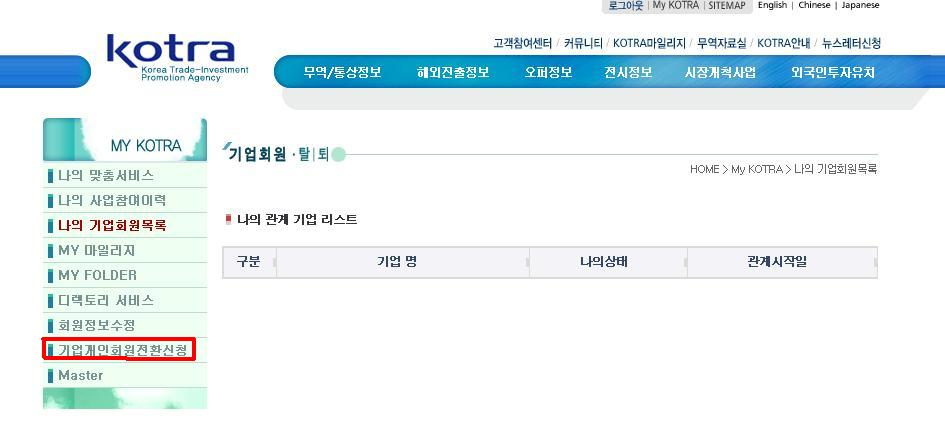 로그아웃 | My KOTRA | SITEMAP English | Chinese | Japanese
kotra
Korea Trade-Investment
Promotion Agency
고객참여센터 / 커뮤니티 / KOTRA마일리지 / 무역자료실 / KOTRA안내 / 뉴스레터신청
무역/통상정보 해외진출정보 오퍼정보 전시정보 시장개척사업 외국인투자유치
MY KOTRA
나의 맞춤서비스
나의 사업참여이력
나의 기업회원목록
MY 마일리지
MY FOLDER
디렉토리 서비스
회원정보수정
기업개인회원전환신청
Master
기업회원 · 탈|퇴
HOME > My KOTRA > 나의 기업회원목록
나의 관계 기업 리스트
구분 기업 명 나의상태 관계시작일